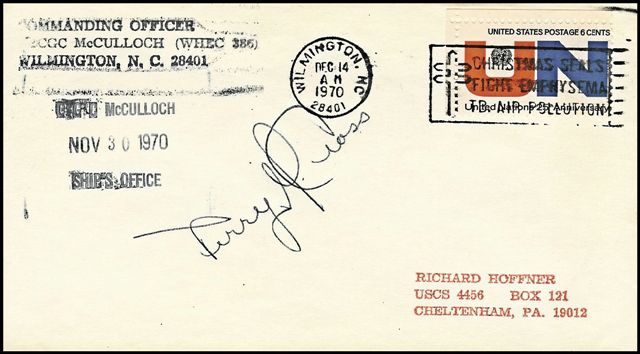 COMMANDING OFFICER
USCGC McCULLOCH (WHEC 386)
WILMINGTON, N. C. 28401
McCULLOCH
NOV 30 1970
SHIP'S OFFICE
WILMINGTON, NC
DEC 14
AM
1970
28401
UNITED STATES POSTAGE 6 CENTS
UN
United Nations 25th Anniversary
CHRISTMAS SEALS
FIGHT EMPHYSEMA
TB, AIR POLLUTION
Terry
RICHARD HOFFNER
USCS 4456 BOX 121
CHELTENHAM, PA. 19012